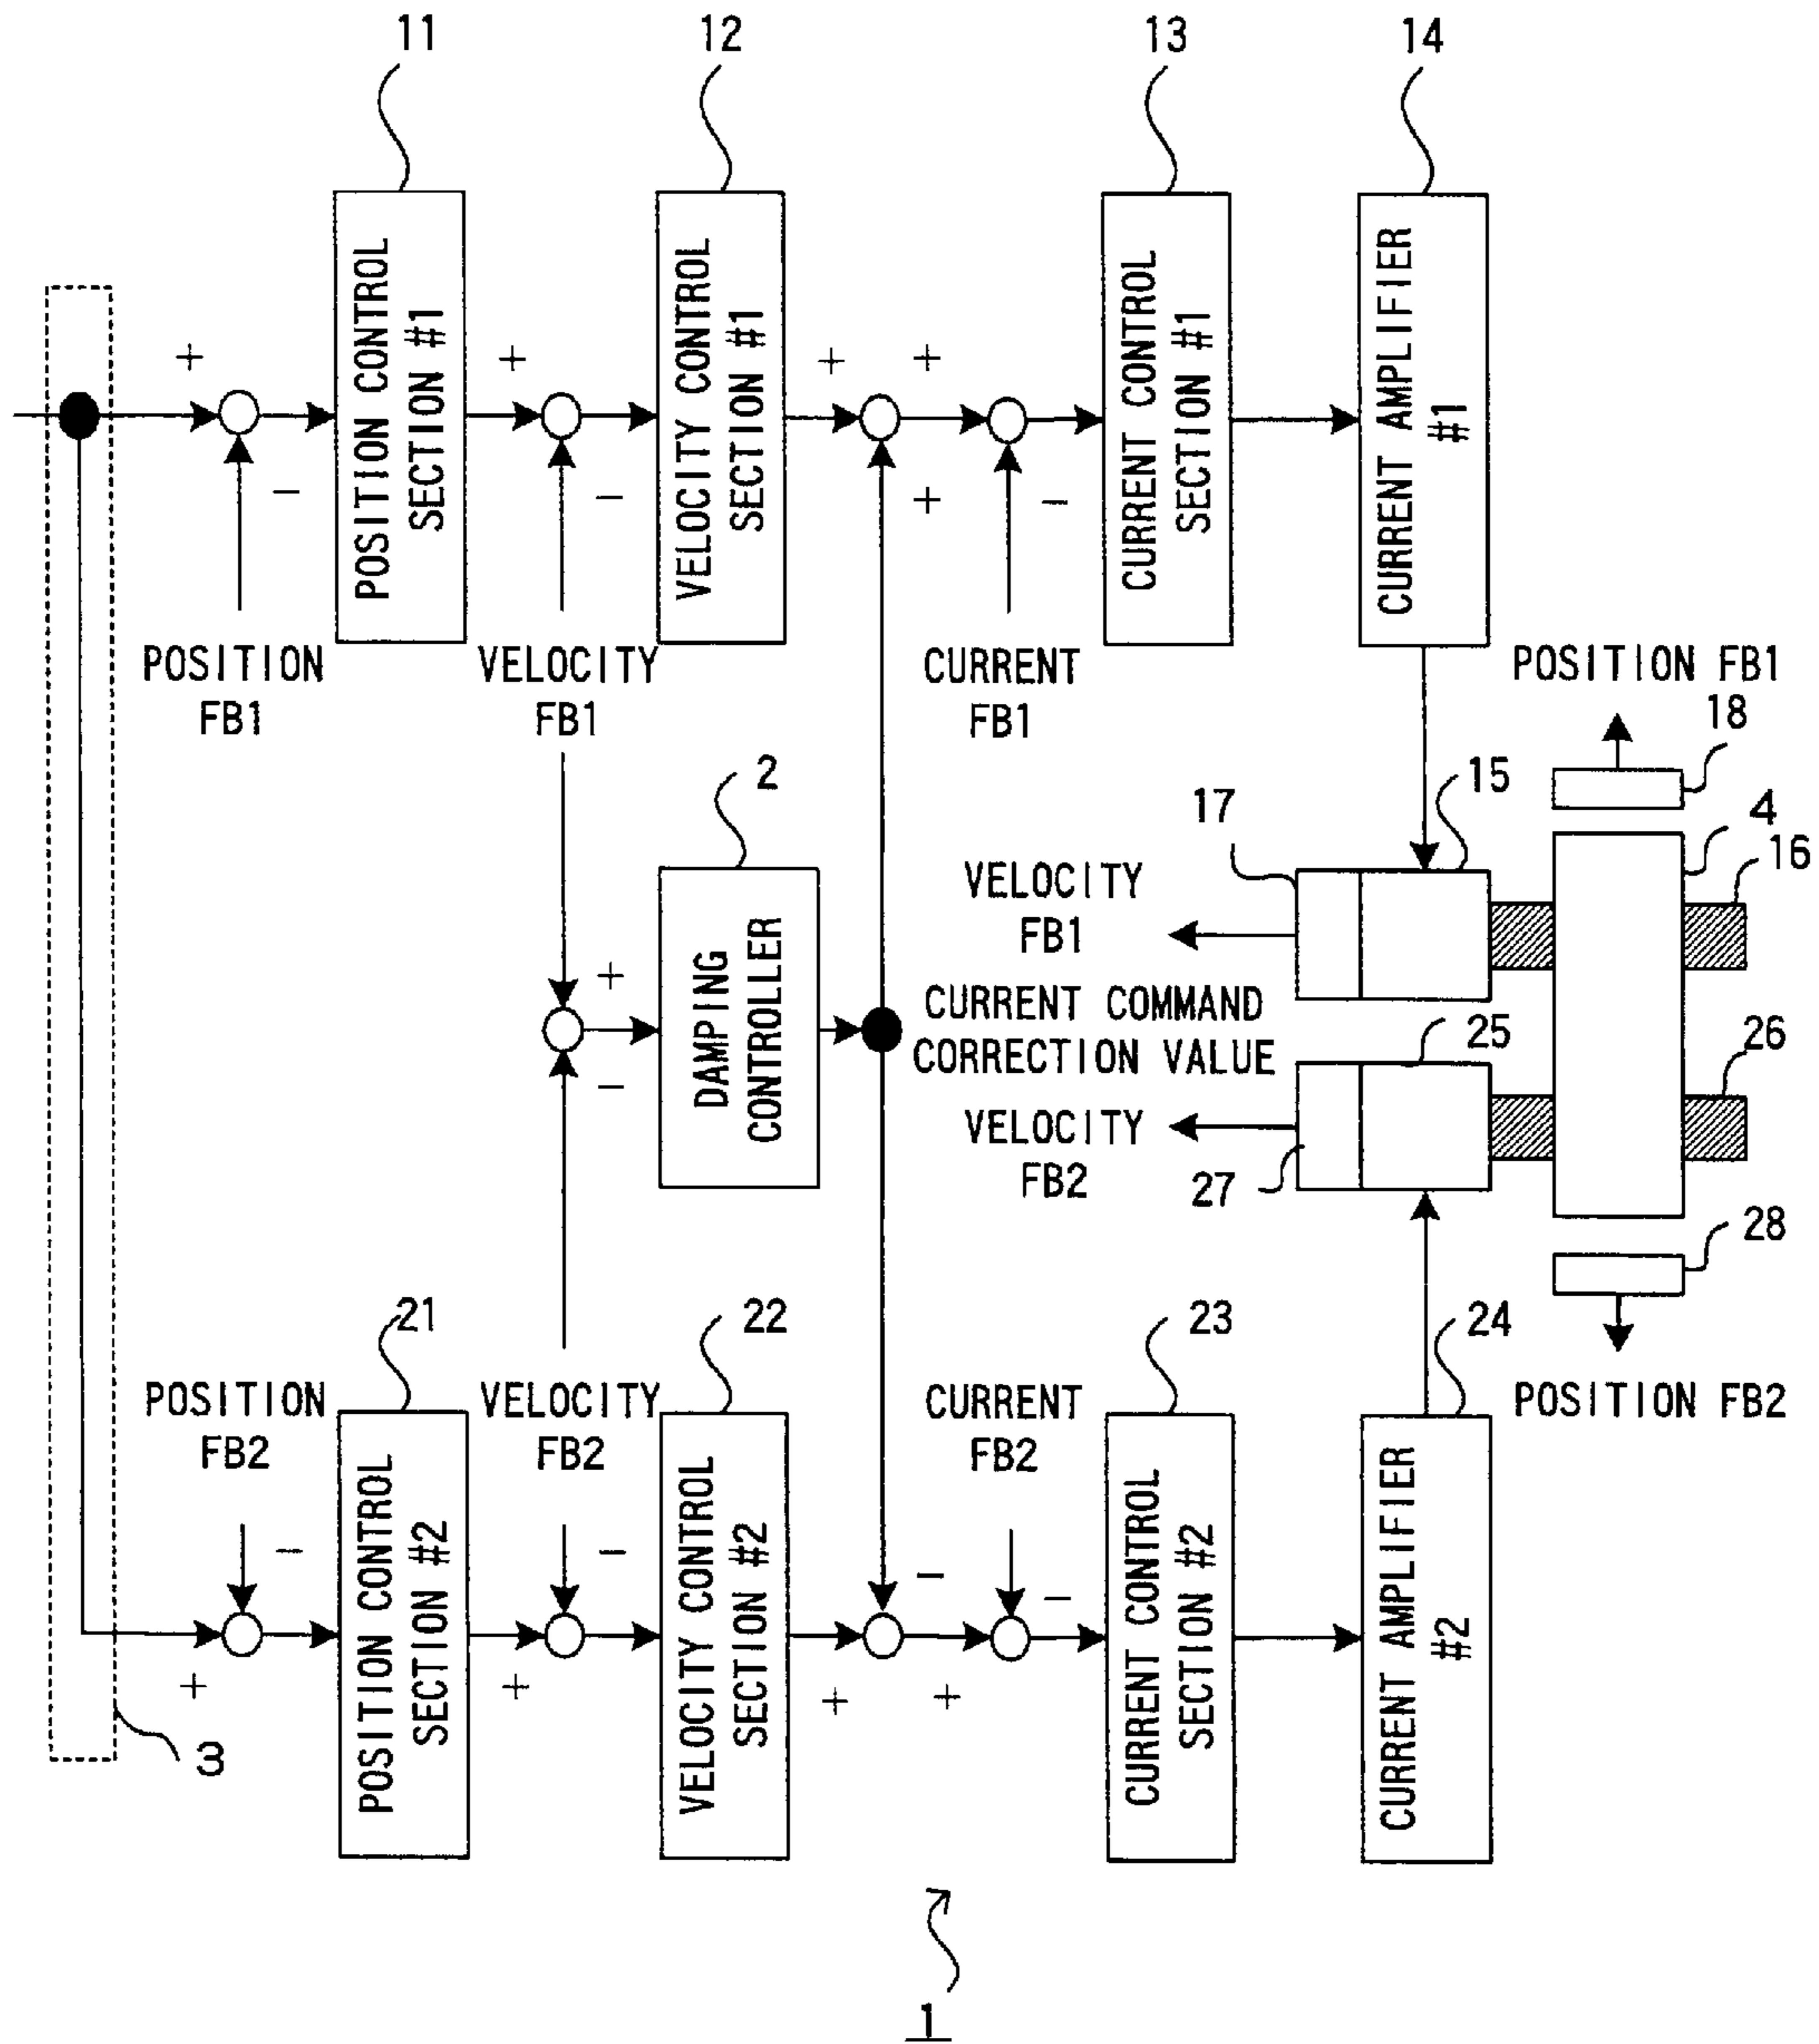 11
12
13
14
POSITION CONTROL
SECTION #1
VELOCITY CONTROL
SECTION #1
CURRENT CONTROL
SECTION #1
CURRENT AMPLIFIER
#1
+
+
+
+
-
-
+
-
POSITION
FB1
VELOCITY
FB1
CURRENT
FB1
POSITION FB1
18
2
15
4
17
16
VELOCITY
FB1
DAMPING
CONTROLLER
+
-
CURRENT COMMAND
CORRECTION VALUE
25
26
VELOCITY
FB2
27
28
21
22
23
24
POSITION
FB2
VELOCITY
FB2
CURRENT
FB2
POSITION FB2
POSITION CONTROL
SECTION #2
VELOCITY CONTROL
SECTION #2
CURRENT CONTROL
SECTION #2
CURRENT AMPLIFIER
#2
-
-
-
-
+
+
+
+
3
1